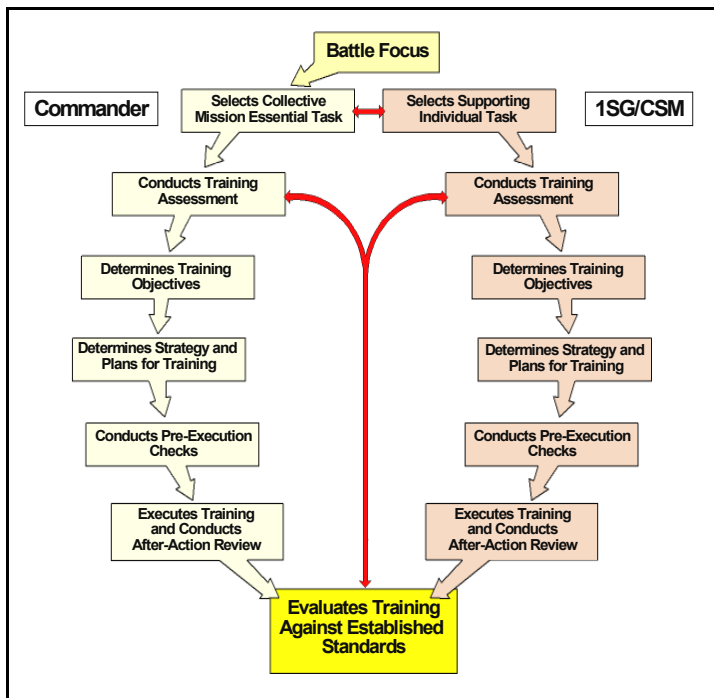 Battle Focus
Commander
Selects Collective
Mission Essential Task
Selects Supporting
Individual Task
1SG/CSM
Conducts Training
Assessment
Conducts Training
Assessment
Determines Training
Objectives
Determines Training
Objectives
Determines Strategy and
Plans for Training
Determines Strategy and
Plans for Training
Conducts Pre-Execution
Checks
Conducts Pre-Execution
Checks
Executes Training
and Conducts
After-Action Review
Executes Training
and Conducts
After-Action Review
Evaluates Training
Against Established
Standards